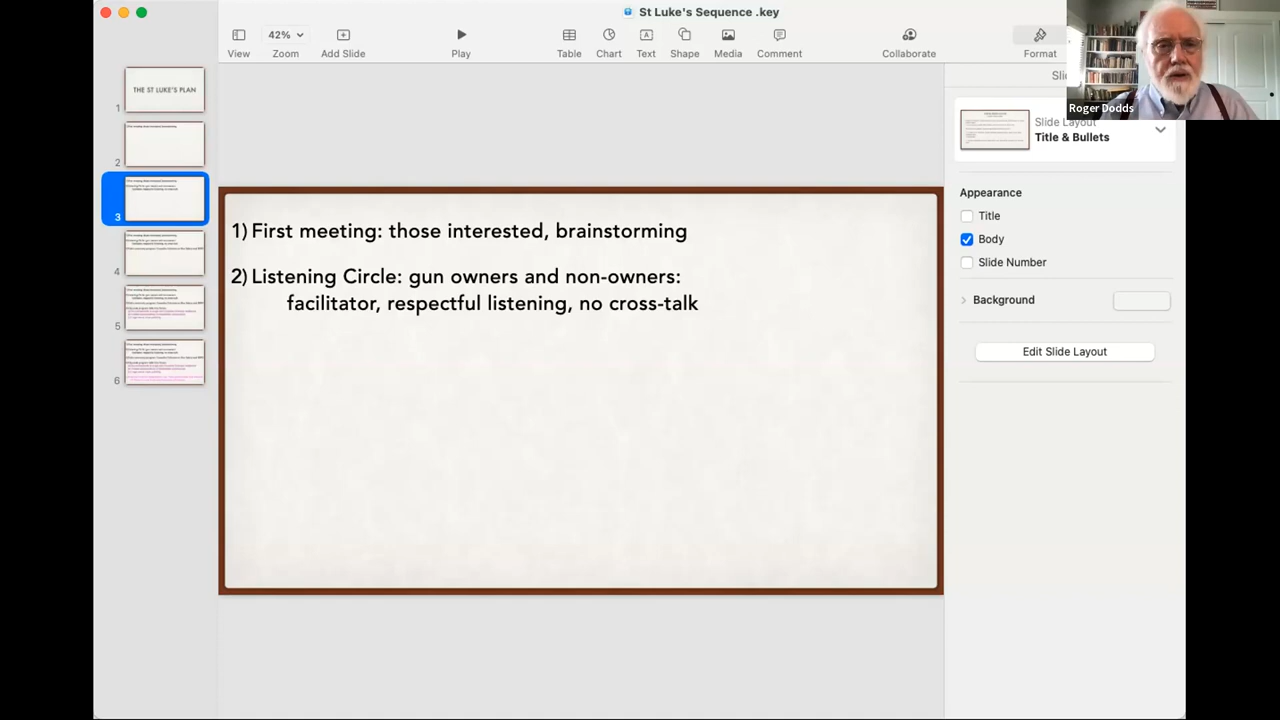 St Luke's Sequence .key
View
42%
Zoom
Add Slide
Play
Table
Chart
Text
Shape
Media
Comment
Collaborate
Format
Roger Dodds
1
THE ST LUKE'S PLAN
2
3
4
5
6
1) First meeting: those interested, brainstorming
2) Listening Circle: gun owners and non-owners:
facilitator, respectful listening, no cross-talk
Slide Layout
Title & Bullets
Appearance
Title
Body
Slide Number
Background
Edit Slide Layout